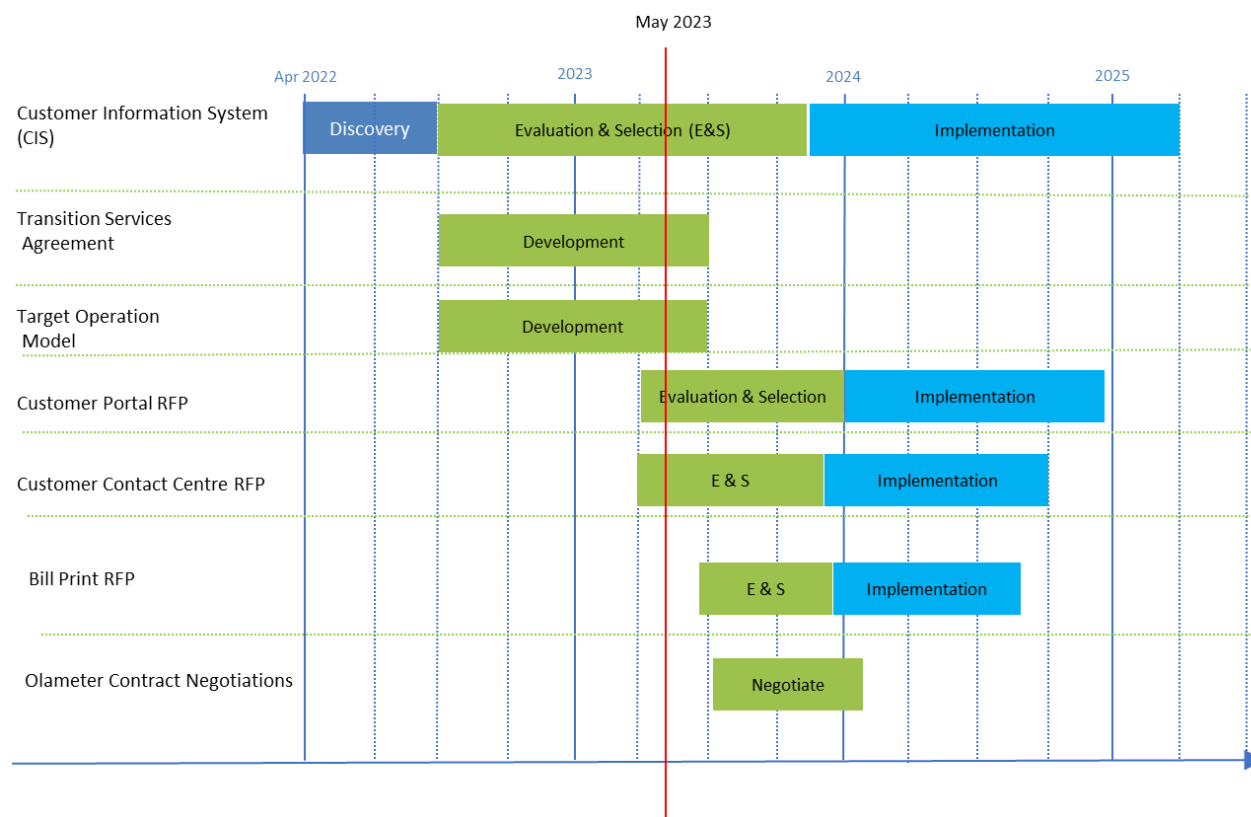 May 2023
Apr 2022
2023
2024
2025
Customer Information System
(CIS)
Discovery
Evaluation & Selection (E&S)
Implementation
Transition Services
Agreement
Development
Target Operation
Model
Development
Customer Portal RFP
Evaluation & Selection
Implementation
Customer Contact Centre RFP
E & S
Implementation
Bill Print RFP
E & S
Implementation
Olameter Contract Negotiations
Negotiate